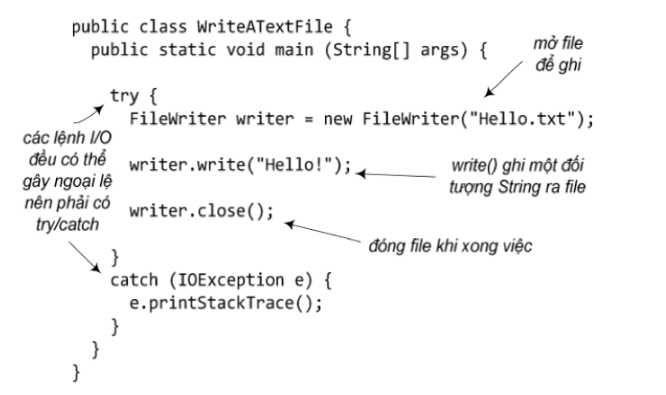 public class WriteATextFile {
public static void main (String[] args) {
mở file
để ghi
try {
FileWriter writer = new FileWriter("Hello.txt");
các lệnh I/O
đều có thể
gây ngoại lệ
nên phải có
try/catch
writer.write("Hello!");
write() ghi một đối
tượng String ra file
writer.close();
đóng file khi xong việc
}
catch (IOException e) {
e.printStackTrace();
}
}
}